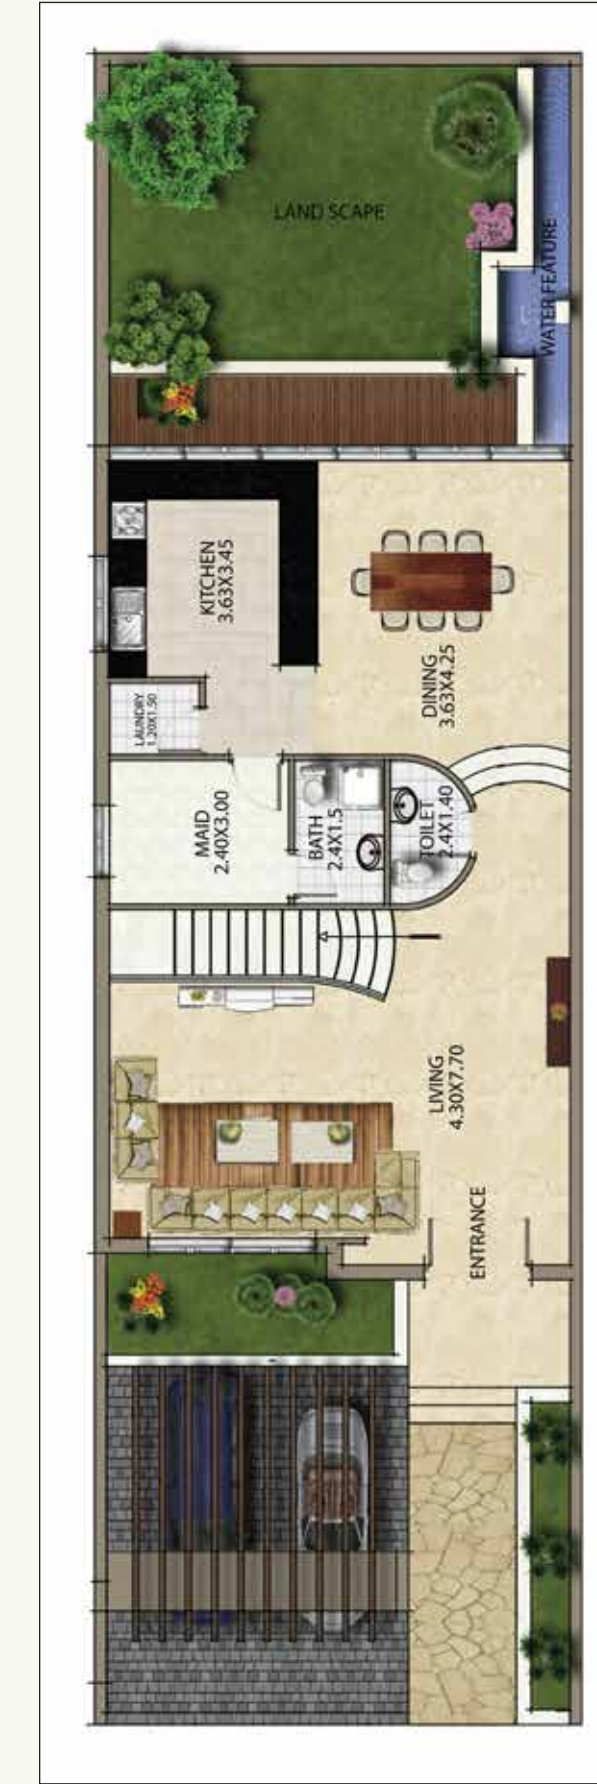 LAND SCAPE
WATER FEATURE
KITCHEN
3.63X3.45
DINING
3.63X4.25
LAUNDRY
1.20X1.50
MAID
2.40X3.00
BATH
2.4X1.5
TOILET
2.4X1.40
LIVING
4.30X7.70
ENTRANCE